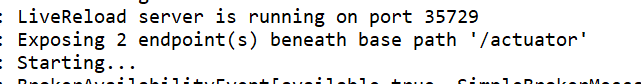 : LiveReload server is running on port 35729
: Exposing 2 endpoint(s) beneath base path '/actuator'
: Starting...